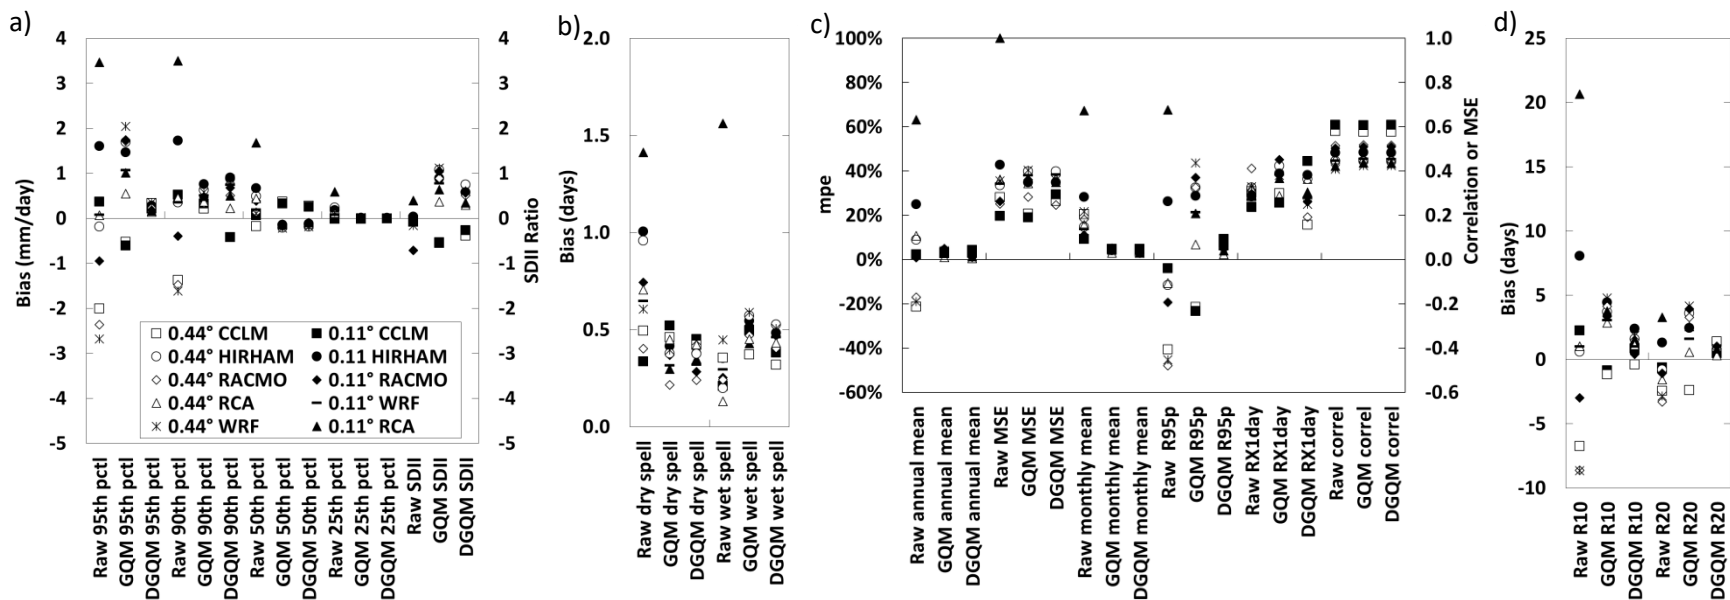 a)
4
3
2
1
0
-1
-2
-3
-4
-5
Bias (mm/day)
4
3
2
1
0
-1
-2
-3
-4
-5
SDII Ratio
0.44° CCLM
0.11° CCLM
0.44° HIRHAM
0.11 HIRHAM
0.44° RACMO
0.11° RACMO
0.44° RCA
0.11° WRF
0.44° WRF
0.11° RCA
Raw 95th pctl
GQM 95th pctl
DGQM 95th pctl
Raw 90th pctl
GQM 90th pctl
DGQM 90th pctl
Raw 50th pctl
GQM 50th pctl
DGQM 50th pctl
Raw 25th pctl
GQM 25th pctl
DGQM 25th pctl
Raw SDII
GQM SDII
DGQM SDII
b)
2.0
1.5
1.0
0.5
0.0
Bias (days)
Raw dry spell
GQM dry spell
DGQM dry spell
Raw wet spell
GQM wet spell
DGQM wet spell
c)
100%
80%
60%
40%
20%
0%
-20%
-40%
-60%
mpe
1.0
0.8
0.6
0.4
0.2
0.0
-0.2
-0.4
-0.6
Correlation or MSE
Raw annual mean
GQM annual mean
DGQM annual mean
Raw MSE
GQM MSE
DGQM MSE
Raw monthly mean
GQM monthly mean
DGQM monthly mean
Raw R95p
GQM R95p
DGQM R95p
Raw RX1day
GQM RX1day
DGQM RX1day
Raw correl
GQM correl
DGQM correl
d)
25
20
15
10
5
0
-5
-10
Bias (days)
Raw R10
GQM R10
DGQM R10
Raw R20
GQM R20
DGQM R20